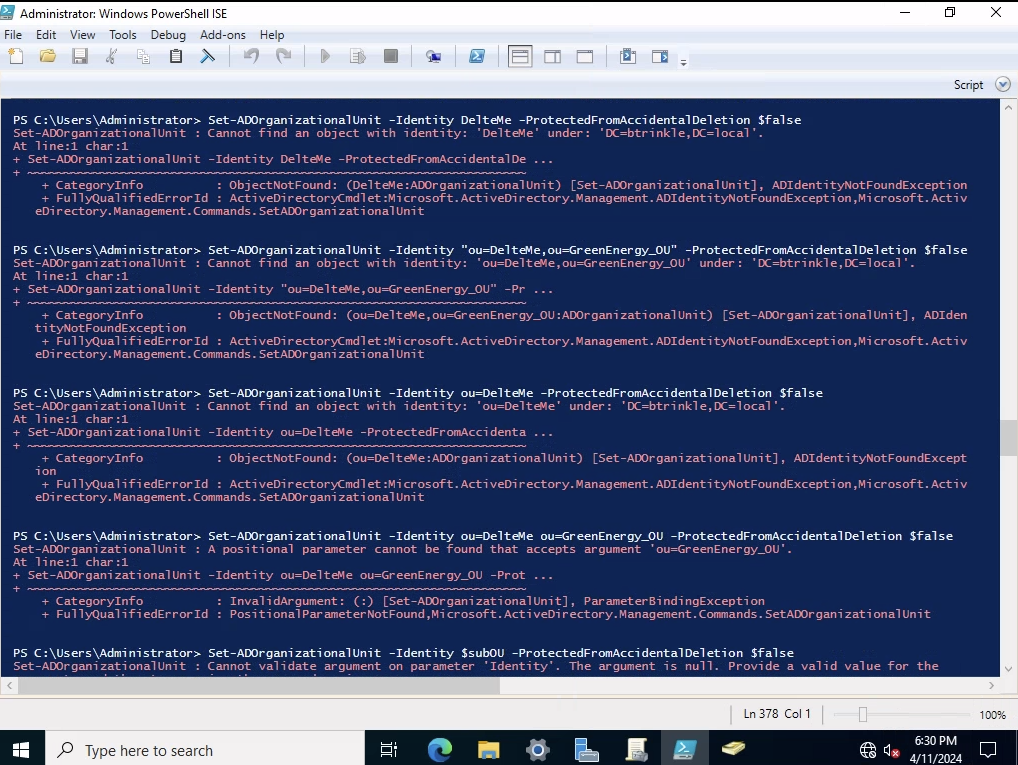 Administrator: Windows PowerShell ISE
File Edit View Tools Debug Add-ons Help
Script
PS C:\Users\Administrator> Set-ADOrganizationalUnit -Identity DelteMe -ProtectedFromAccidentalDeletion $false
Set-ADOrganizationalUnit : Cannot find an object with identity: 'DelteMe' under: 'DC=btrinkle,DC=local'.
At line:1 char:1
+ Set-ADOrganizationalUnit -Identity DelteMe -ProtectedFromAccidentalDe ...
+ ~~~~~~~~~~~~~~~~~~~~~~~~~~~~~~~~~~~~~~~~~~~~~~~~~~~~~~~~~~~~~~~~~~~~~
+ CategoryInfo : ObjectNotFound: (DelteMe:ADOrganizationalUnit) [Set-ADOrganizationalUnit], ADIdentityNotFoundException
+ FullyQualifiedErrorId : ActiveDirectoryCmdlet:Microsoft.ActiveDirectory.Management.ADIdentityNotFoundException,Microsoft.Activ
eDirectory.Management.Commands.SetADOrganizationalUnit
PS C:\Users\Administrator> Set-ADOrganizationalUnit -Identity "ou=DelteMe,ou=GreenEnergy_OU" -ProtectedFromAccidentalDeletion $false
Set-ADOrganizationalUnit : Cannot find an object with identity: 'ou=DelteMe,ou=GreenEnergy_OU' under: 'DC=btrinkle,DC=local'.
At line:1 char:1
+ Set-ADOrganizationalUnit -Identity "ou=DelteMe,ou=GreenEnergy_OU" -Pr ...
+ ~~~~~~~~~~~~~~~~~~~~~~~~~~~~~~~~~~~~~~~~~~~~~~~~~~~~~~~~~~~~~~~~~~~~~
+ CategoryInfo : ObjectNotFound: (ou=DelteMe,ou=GreenEnergy_OU:ADOrganizationalUnit) [Set-ADOrganizationalUnit], ADIden
tityNotFoundException
+ FullyQualifiedErrorId : ActiveDirectoryCmdlet:Microsoft.ActiveDirectory.Management.ADIdentityNotFoundException,Microsoft.Activ
eDirectory.Management.Commands.SetADOrganizationalUnit
PS C:\Users\Administrator> Set-ADOrganizationalUnit -Identity ou=DelteMe -ProtectedFromAccidentalDeletion $false
Set-ADOrganizationalUnit : Cannot find an object with identity: 'ou=DelteMe' under: 'DC=btrinkle,DC=local'.
At line:1 char:1
+ Set-ADOrganizationalUnit -Identity ou=DelteMe -ProtectedFromAccidenta ...
+ ~~~~~~~~~~~~~~~~~~~~~~~~~~~~~~~~~~~~~~~~~~~~~~~~~~~~~~~~~~~~~~~~~~~~~
+ CategoryInfo : ObjectNotFound: (ou=DelteMe:ADOrganizationalUnit) [Set-ADOrganizationalUnit], ADIdentityNotFoundExcept
ion
+ FullyQualifiedErrorId : ActiveDirectoryCmdlet:Microsoft.ActiveDirectory.Management.ADIdentityNotFoundException,Microsoft.Activ
eDirectory.Management.Commands.SetADOrganizationalUnit
PS C:\Users\Administrator> Set-ADOrganizationalUnit -Identity ou=DelteMe ou=GreenEnergy_OU -ProtectedFromAccidentalDeletion $false
Set-ADOrganizationalUnit : A positional parameter cannot be found that accepts argument 'ou=GreenEnergy_OU'.
At line:1 char:1
+ Set-ADOrganizationalUnit -Identity ou=DelteMe ou=GreenEnergy_OU -Prot ...
+ ~~~~~~~~~~~~~~~~~~~~~~~~~~~~~~~~~~~~~~~~~~~~~~~~~~~~~~~~~~~~~~~~~~~~~
+ CategoryInfo : InvalidArgument: (:) [Set-ADOrganizationalUnit], ParameterBindingException
+ FullyQualifiedErrorId : PositionalParameterNotFound,Microsoft.ActiveDirectory.Management.Commands.SetADOrganizationalUnit
PS C:\Users\Administrator> Set-ADOrganizationalUnit -Identity $subOU -ProtectedFromAccidentalDeletion $false
Set-ADOrganizationalUnit : Cannot validate argument on parameter 'Identity'. The argument is null. Provide a valid value for the
Ln 378 Col 1
100%
Type here to search
6:30 PM
4/11/2024